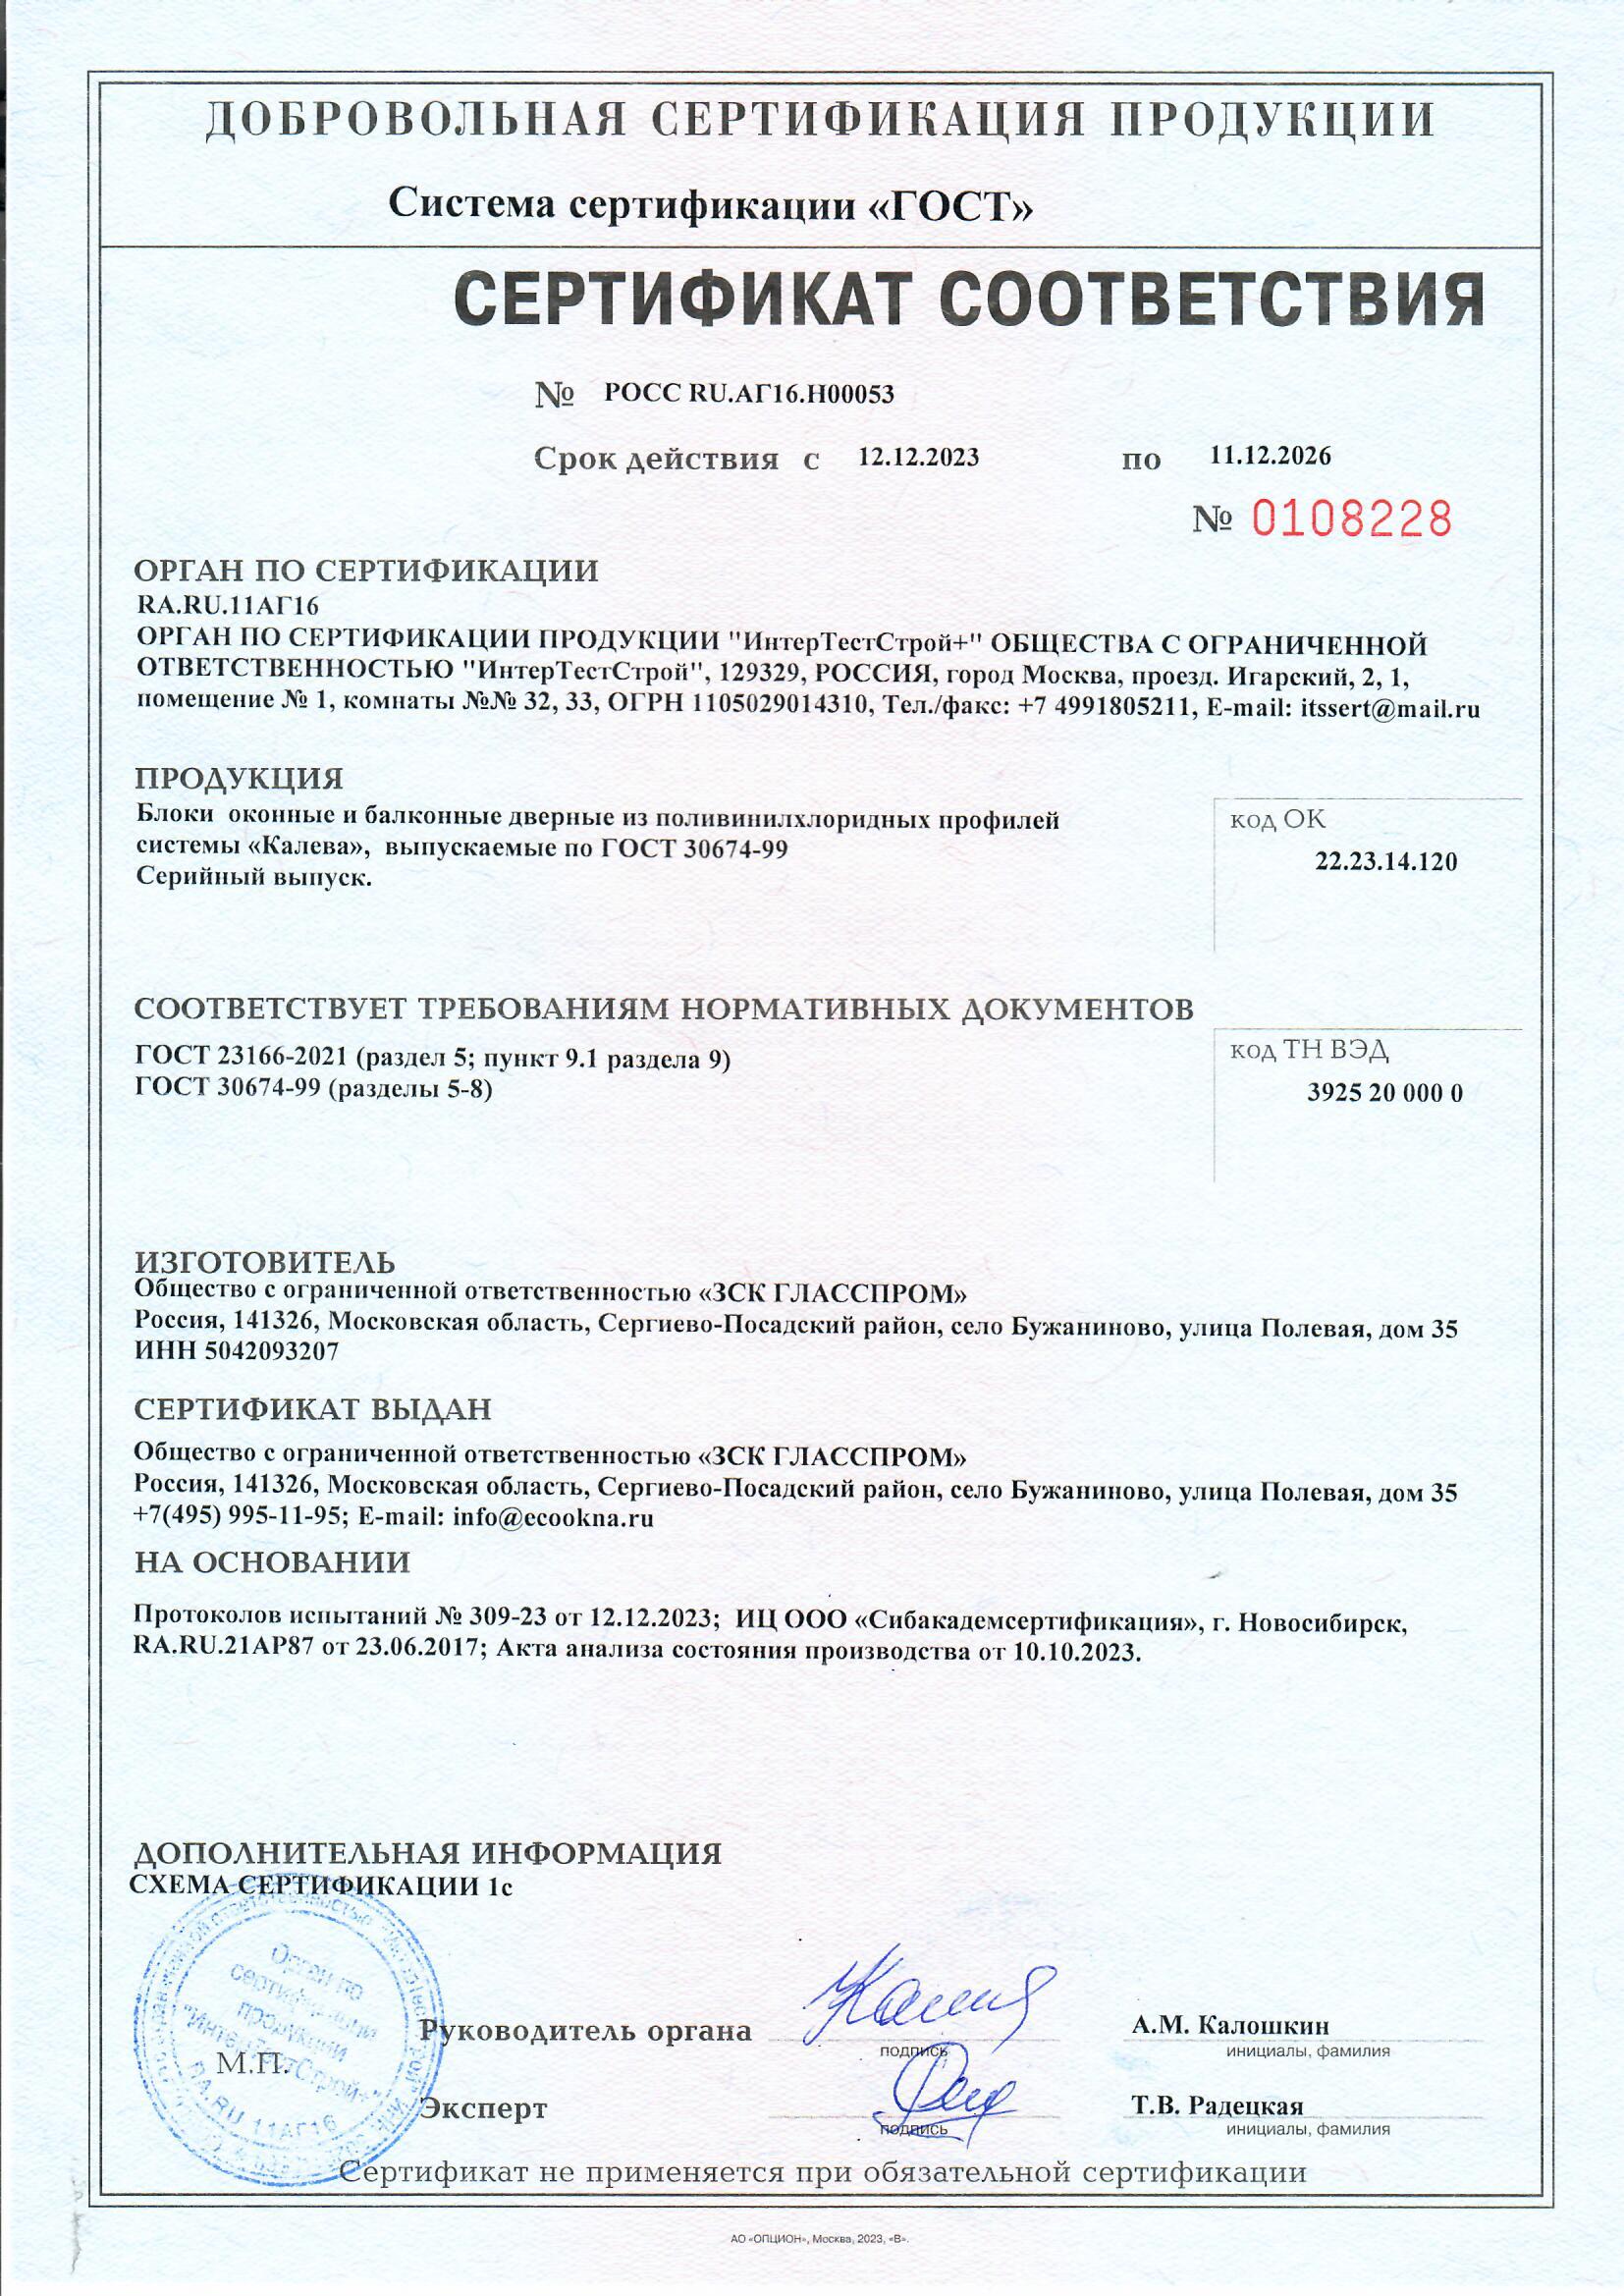 ДОБРОВОЛЬНАЯ СЕРТИФИКАЦИЯ ПРОДУКЦИИ
Система сертификации «ГОСТ»
СЕРТИФИКАТ СООТВЕТСТВИЯ
№ РОСС RU.АГ16.Н00053
Срок действия с 12.12.2023 по 11.12.2026
№ 0108228
ОРГАН ПО СЕРТИФИКАЦИИ
RA.RU.11АГ16
ОРГАН ПО СЕРТИФИКАЦИИ ПРОДУКЦИИ "ИнтерТестСтрой+" ОБЩЕСТВА С ОГРАНИЧЕННОЙ
ОТВЕТСТВЕННОСТЬЮ "ИнтерТестСтрой", 129329, РОССИЯ, город Москва, проезд. Игарский, 2, 1,
помещение № 1, комнаты №№ 32, 33, ОГРН 1105029014310, Тел./факс: +7 4991805211, E-mail: itssert@mail.ru
ПРОДУКЦИЯ
Блоки оконные и балконные дверные из поливинилхлоридных профилей
системы «Калева», выпускаемые по ГОСТ 30674-99
Серийный выпуск.
код ОК
22.23.14.120
СООТВЕТСТВУЕТ ТРЕБОВАНИЯМ НОРМАТИВНЫХ ДОКУМЕНТОВ
ГОСТ 23166-2021 (раздел 5; пункт 9.1 раздела 9)
ГОСТ 30674-99 (разделы 5-8)
код ТН ВЭД
3925 20 000 0
ИЗГОТОВИТЕЛЬ
Общество с ограниченной ответственностью «ЗСК ГЛАССПРОМ»
Россия, 141326, Московская область, Сергиево-Посадский район, село Бужаниново, улица Полевая, дом 35
ИНН 5042093207
СЕРТИФИКАТ ВЫДАН
Общество с ограниченной ответственностью «ЗСК ГЛАССПРОМ»
Россия, 141326, Московская область, Сергиево-Посадский район, село Бужаниново, улица Полевая, дом 35
+7(495) 995-11-95; E-mail: info@ecookna.ru
НА ОСНОВАНИИ
Протоколов испытаний № 309-23 от 12.12.2023; ИЦ ООО «Сибакадемсертификация», г. Новосибирск,
RA.RU.21АР87 от 23.06.2017; Акта анализа состояния производства от 10.10.2023.
ДОПОЛНИТЕЛЬНАЯ ИНФОРМАЦИЯ
СХЕМА СЕРТИФИКАЦИИ 1с
Орган по
сертификации
продукции
"ИнтерТестСтрой+"
RA.RU 11АГ16
М.П.
Руководитель органа
подпись
А.М. Калошкин
инициалы, фамилия
Эксперт
подпись
Т.В. Радецкая
инициалы, фамилия
Сертификат не применяется при обязательной сертификации
АО «ОПЦИОН», Москва, 2023, «В».